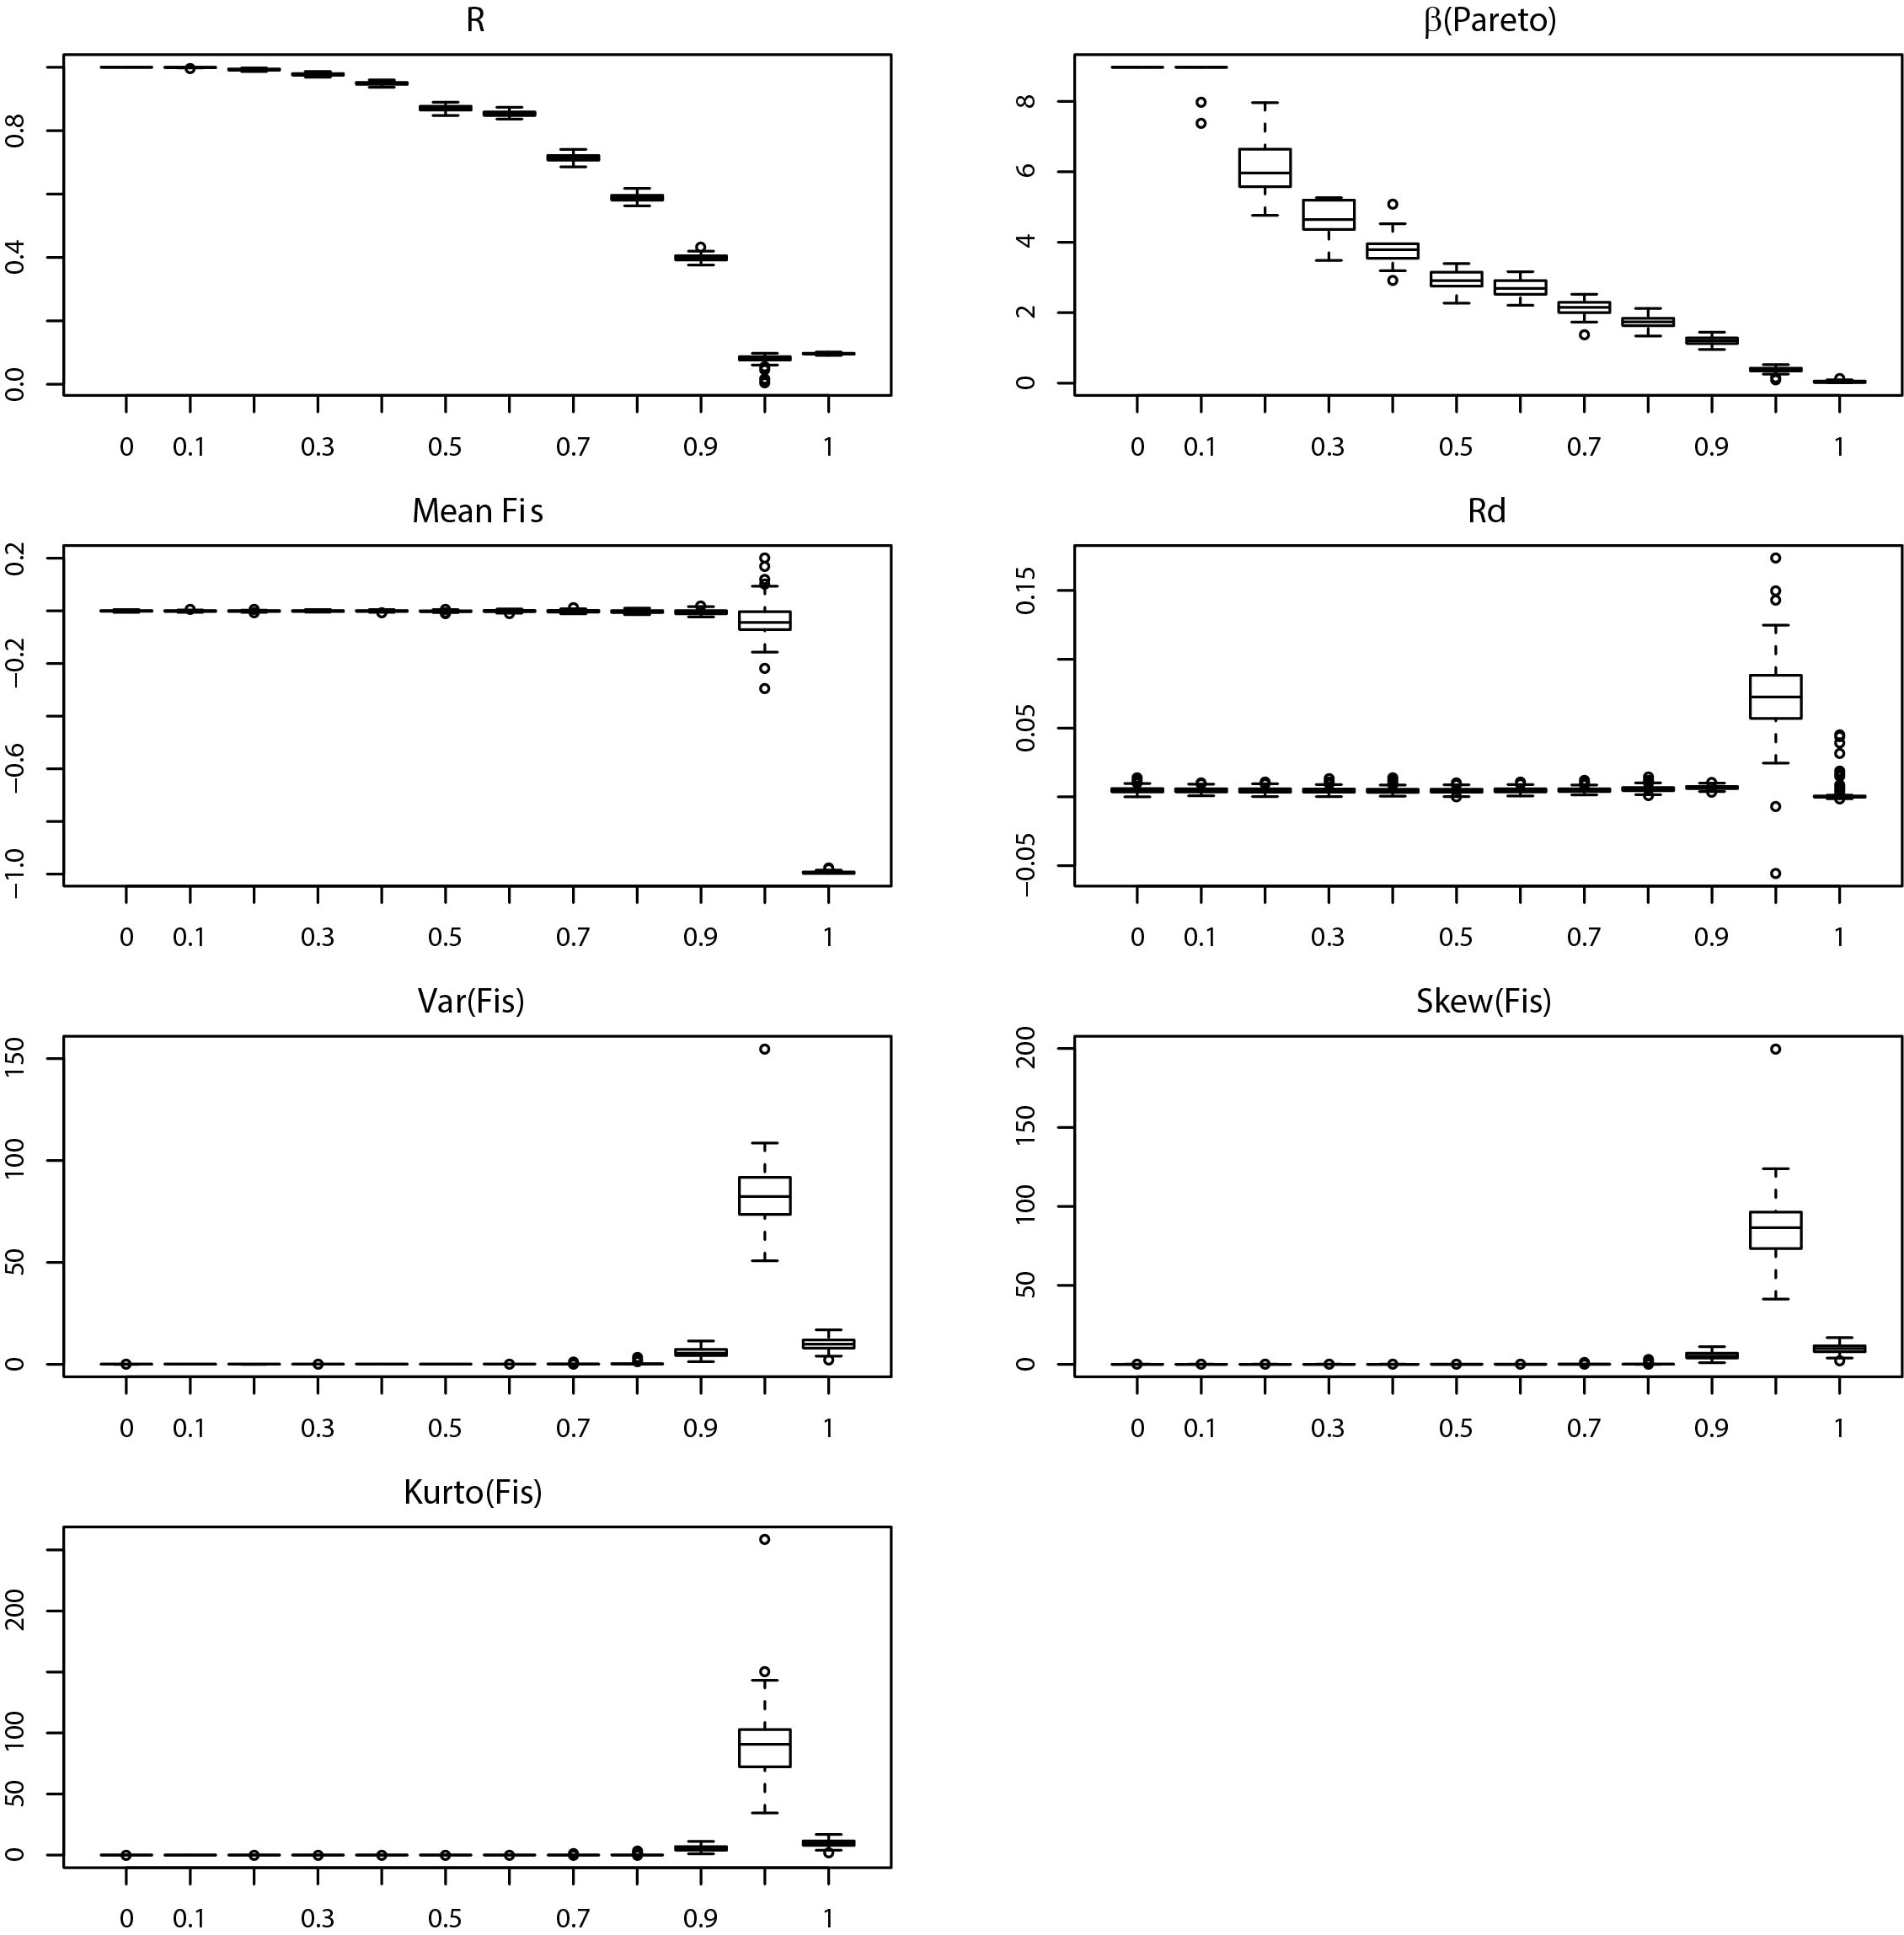 R
0.0 0.4 0.8
0 0.1 0.3 0.5 0.7 0.9 1
β(Pareto)
0 2 4 6 8
0 0.1 0.3 0.5 0.7 0.9 1
Mean Fis
−1.0 −0.6 −0.2 0.2
0 0.1 0.3 0.5 0.7 0.9 1
Rd
−0.05 0.05 0.15
0 0.1 0.3 0.5 0.7 0.9 1
Var(Fis)
0 50 100 150
0 0.1 0.3 0.5 0.7 0.9 1
Skew(Fis)
0 50 100 150 200
0 0.1 0.3 0.5 0.7 0.9 1
Kurto(Fis)
0 50 100 200
0 0.1 0.3 0.5 0.7 0.9 1